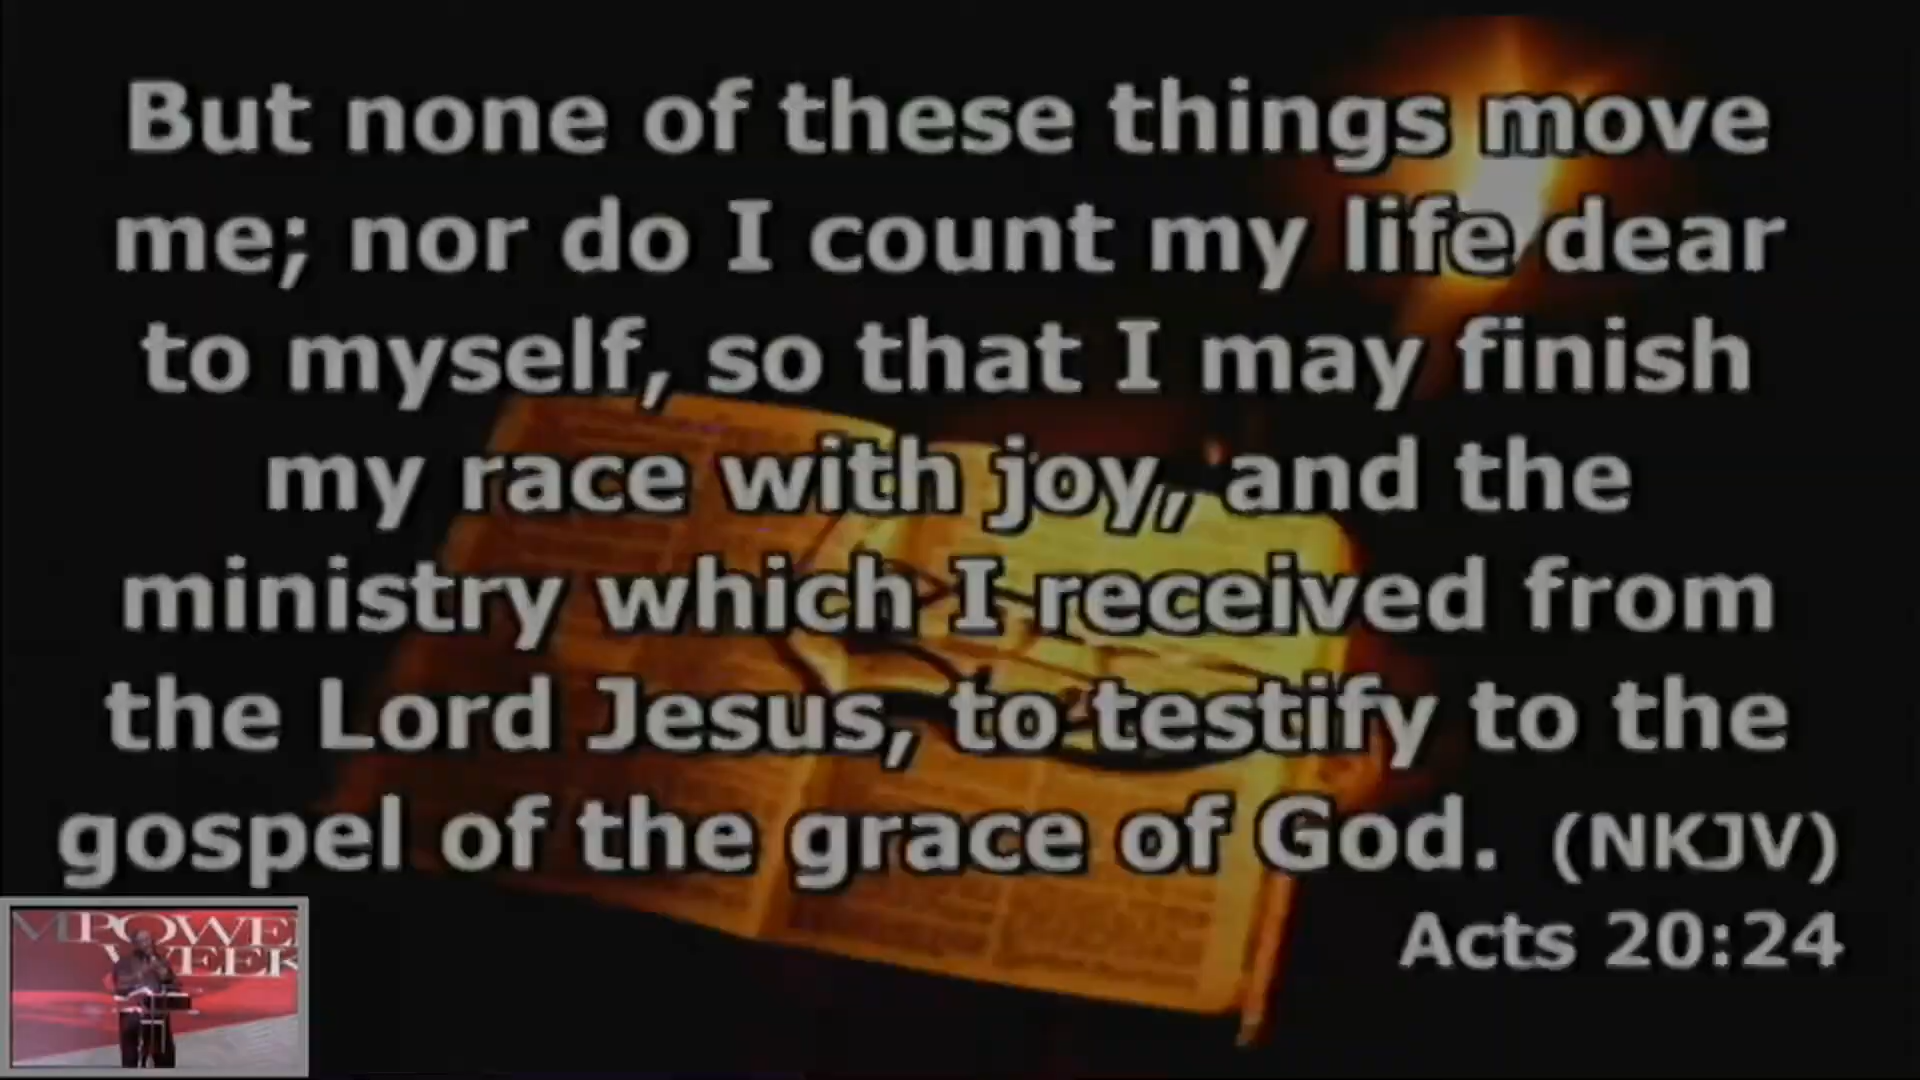 But none of these things move
me; nor do I count my life dear
to myself, so that I may finish
my race with joy, and the
ministry which I received from
the Lord Jesus, to testify to the
gospel of the grace of God. (NKJV)
Acts 20:24
MPOWE
WEEK